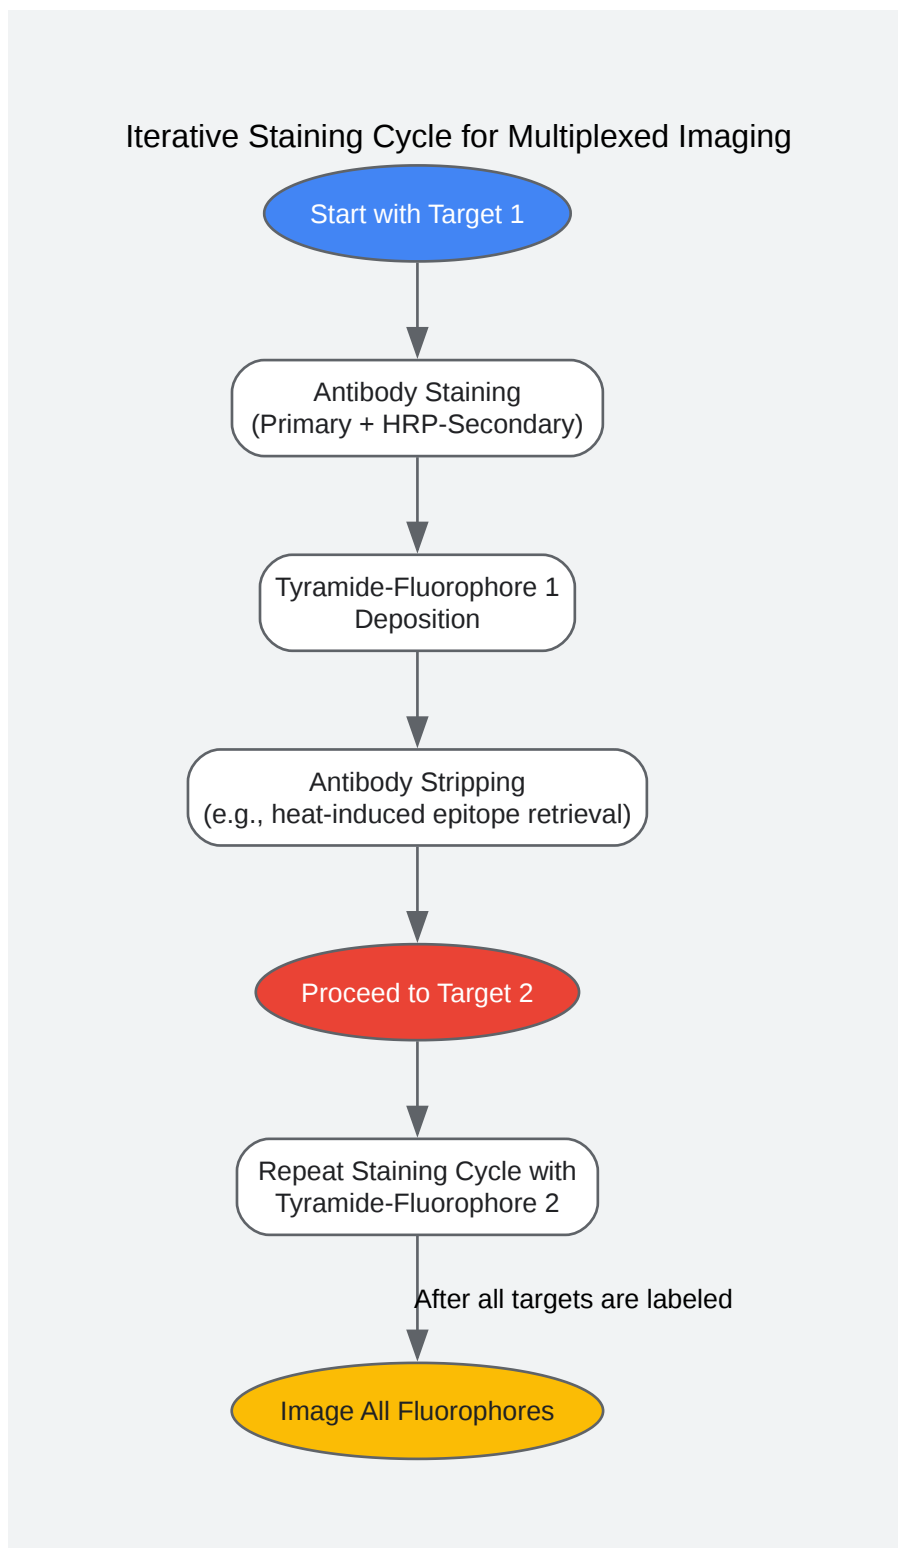 Iterative Staining Cycle for Multiplexed Imaging
Start with Target 1
Antibody Staining
(Primary + HRP-Secondary)
Tyramide-Fluorophore 1
Deposition
Antibody Stripping
(e.g., heat-induced epitope retrieval)
Proceed to Target 2
Repeat Staining Cycle with
Tyramide-Fluorophore 2
After all targets are labeled
Image All Fluorophores